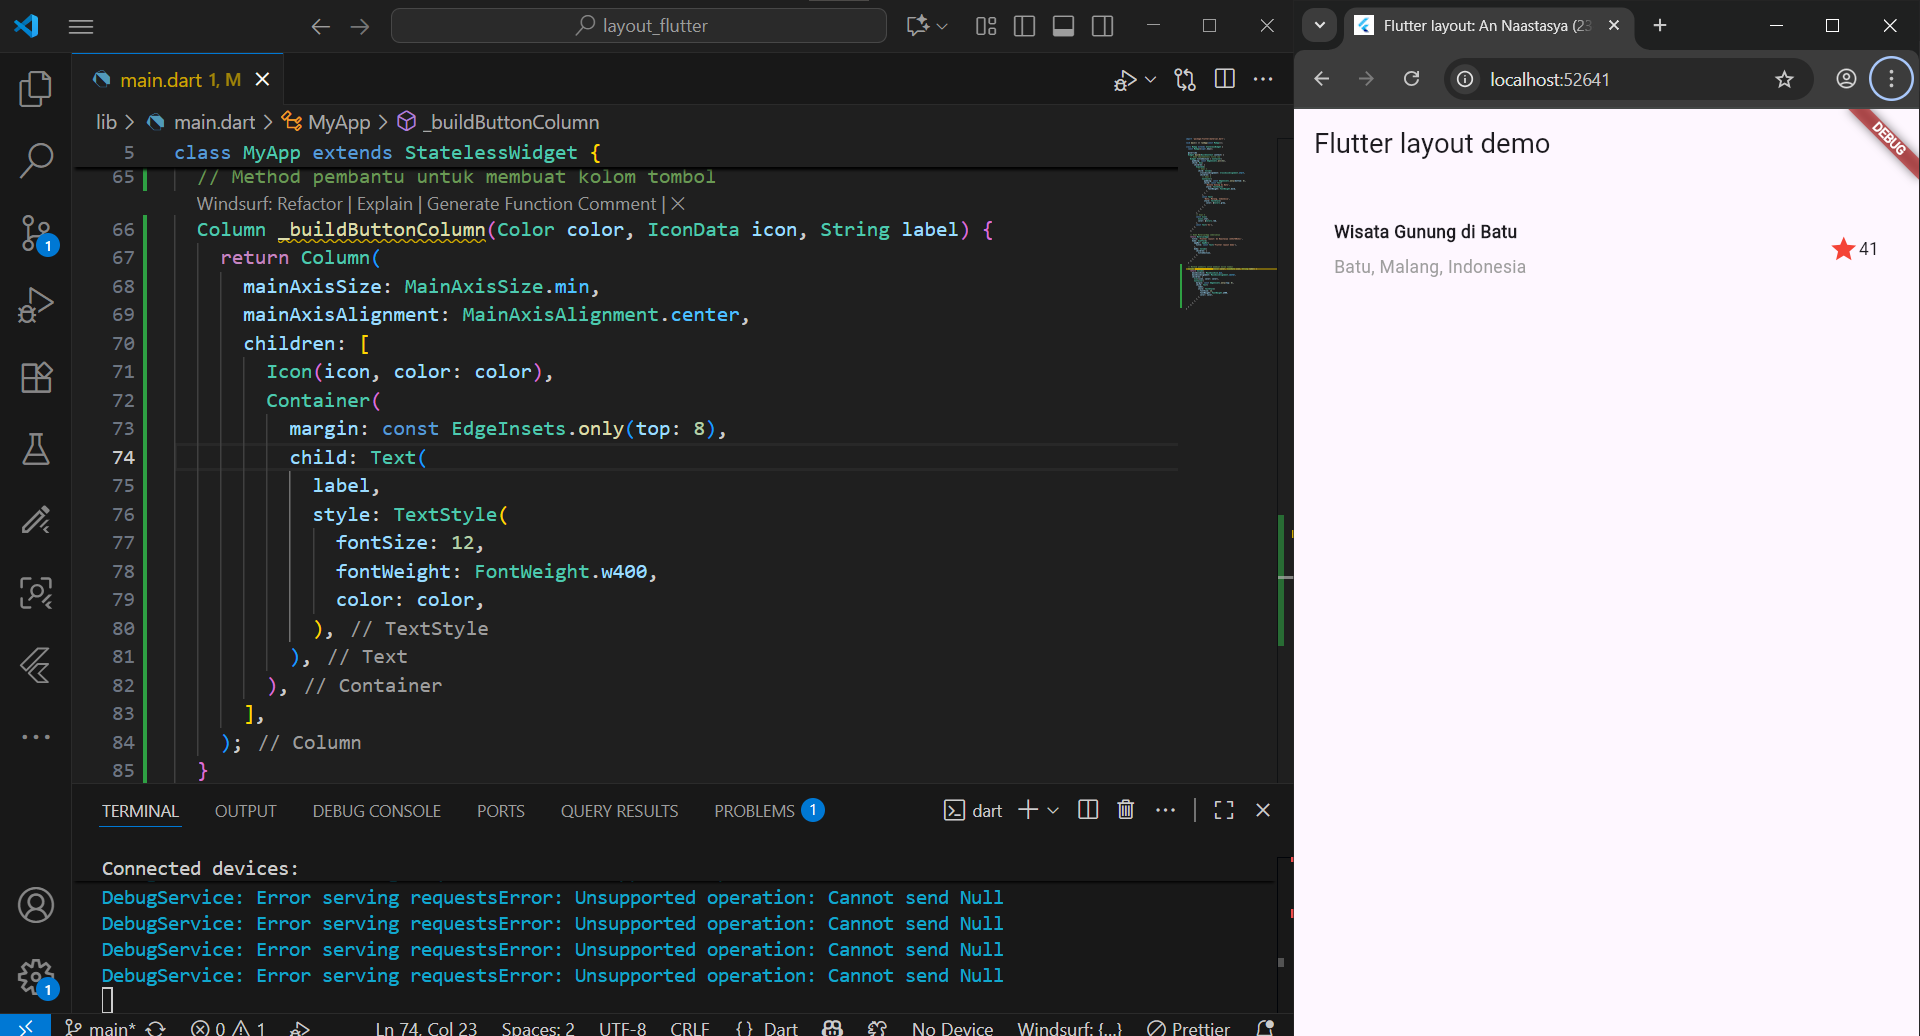 layout_flutter
main.dart 1, M
lib > main.dart > MyApp > _buildButtonColumn
5 class MyApp extends StatelessWidget {
65 // Method pembantu untuk membuat kolom tombol
Windsurf: Refactor | Explain | Generate Function Comment | X
66 Column _buildButtonColumn(Color color, IconData icon, String label) {
67 return Column(
68 mainAxisSize: MainAxisSize.min,
69 mainAxisAlignment: MainAxisAlignment.center,
70 children: [
71 Icon(icon, color: color),
72 Container(
73 margin: const EdgeInsets.only(top: 8),
74 child: Text(
75 label,
76 style: TextStyle(
77 fontSize: 12,
78 fontWeight: FontWeight.w400,
79 color: color,
80 ), // TextStyle
81 ), // Text
82 ), // Container
83 ],
84 ); // Column
85 }
TERMINAL OUTPUT DEBUG CONSOLE PORTS QUERY RESULTS PROBLEMS 1 dart
Connected devices:
DebugService: Error serving requestsError: Unsupported operation: Cannot send Null
DebugService: Error serving requestsError: Unsupported operation: Cannot send Null
DebugService: Error serving requestsError: Unsupported operation: Cannot send Null
DebugService: Error serving requestsError: Unsupported operation: Cannot send Null
1
1
main* 0 1 Ln 74, Col 23 Spaces: 2 UTF-8 CRLF {} Dart No Device Windsurf: {...} Prettier
Flutter layout: An Naastasya (23
localhost:52641
Flutter layout demo
DEBUG
Wisata Gunung di Batu
Batu, Malang, Indonesia
41